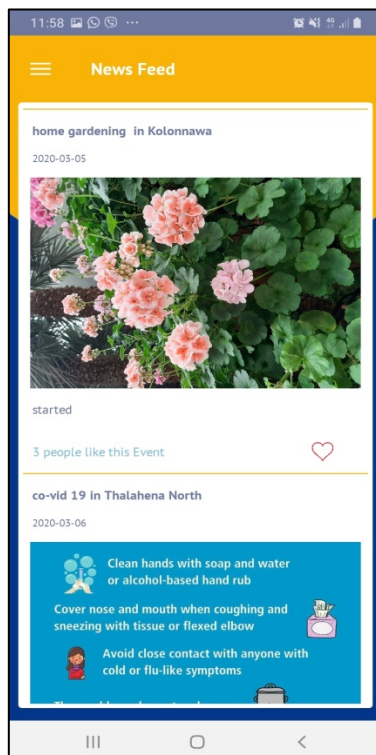 11:58
4G
News Feed
home gardening in Kolonnawa
2020-03-05
started
3 people like this Event
co-vid 19 in Thalahena North
2020-03-06
Clean hands with soap and water
or alcohol-based hand rub
Cover nose and mouth when coughing and
sneezing with tissue or flexed elbow
Avoid close contact with anyone with
cold or flu-like symptoms